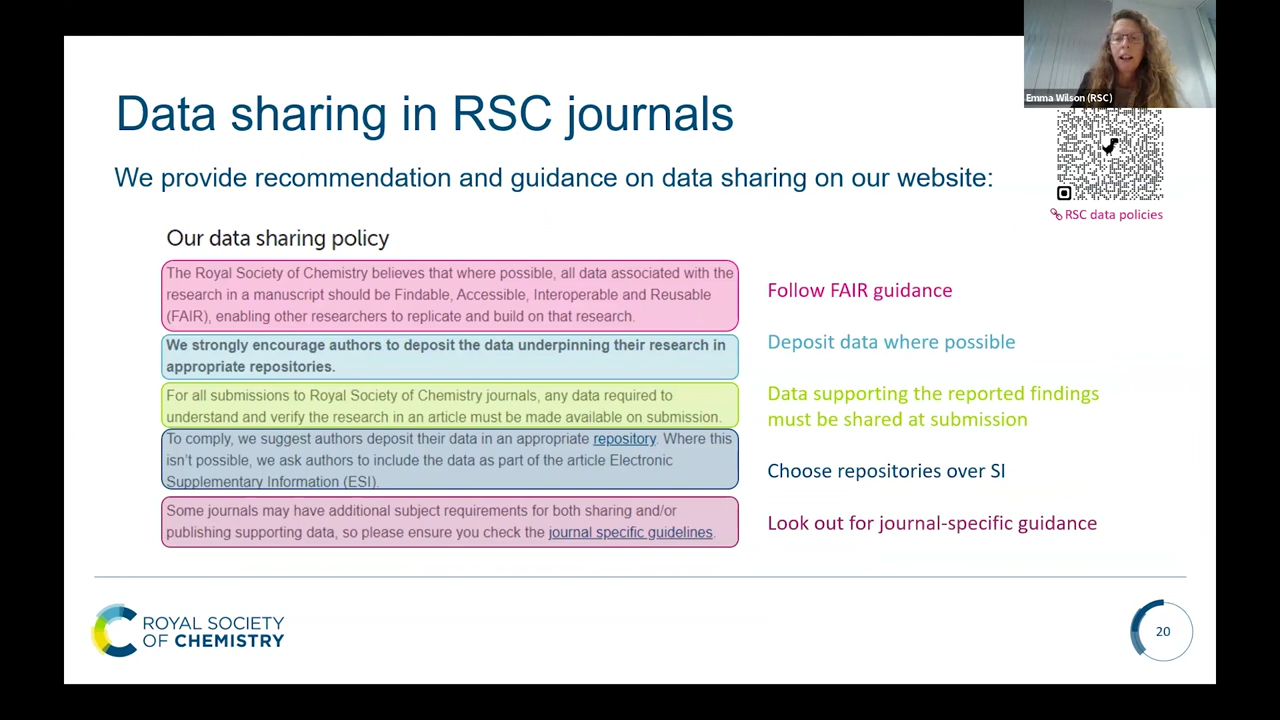 Emma Wilson (RSC)
Data sharing in RSC journals
We provide recommendation and guidance on data sharing on our website:
RSC data policies
Our data sharing policy
The Royal Society of Chemistry believes that where possible, all data associated with the
research in a manuscript should be Findable, Accessible, Interoperable and Reusable
(FAIR), enabling other researchers to replicate and build on that research.
Follow FAIR guidance
We strongly encourage authors to deposit the data underpinning their research in
appropriate repositories.
Deposit data where possible
For all submissions to Royal Society of Chemistry journals, any data required to
understand and verify the research in an article must be made available on submission.
Data supporting the reported findings
must be shared at submission
To comply, we suggest authors deposit their data in an appropriate repository. Where this
isn't possible, we ask authors to include the data as part of the article Electronic
Supplementary Information (ESI).
Choose repositories over SI
Some journals may have additional subject requirements for both sharing and/or
publishing supporting data, so please ensure you check the journal specific guidelines.
Look out for journal-specific guidance
ROYAL SOCIETY
OF CHEMISTRY
20